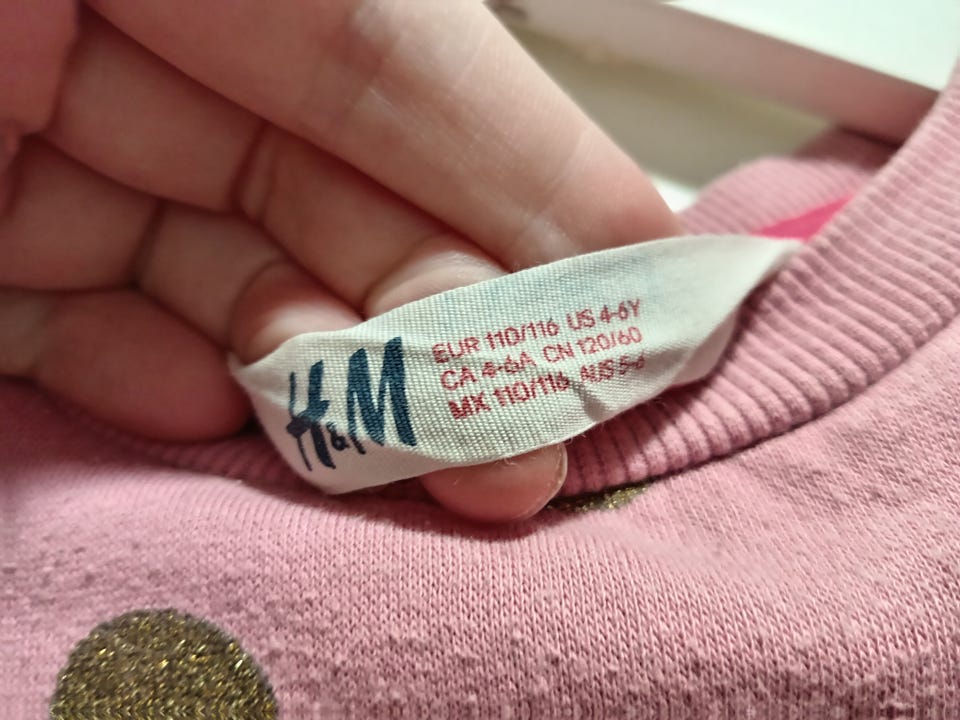 H&M
EUR 110/116 US 4-6Y
CA 4-6A, CN 120/60
MX 110/116, AUS 5-6